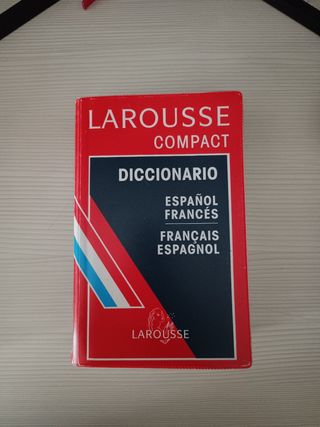 LAROUSSE
COMPACT
DICCIONARIO
ESPAÑOL
FRANCÉS
FRANÇAIS
ESPAGNOL
LAROUSSE